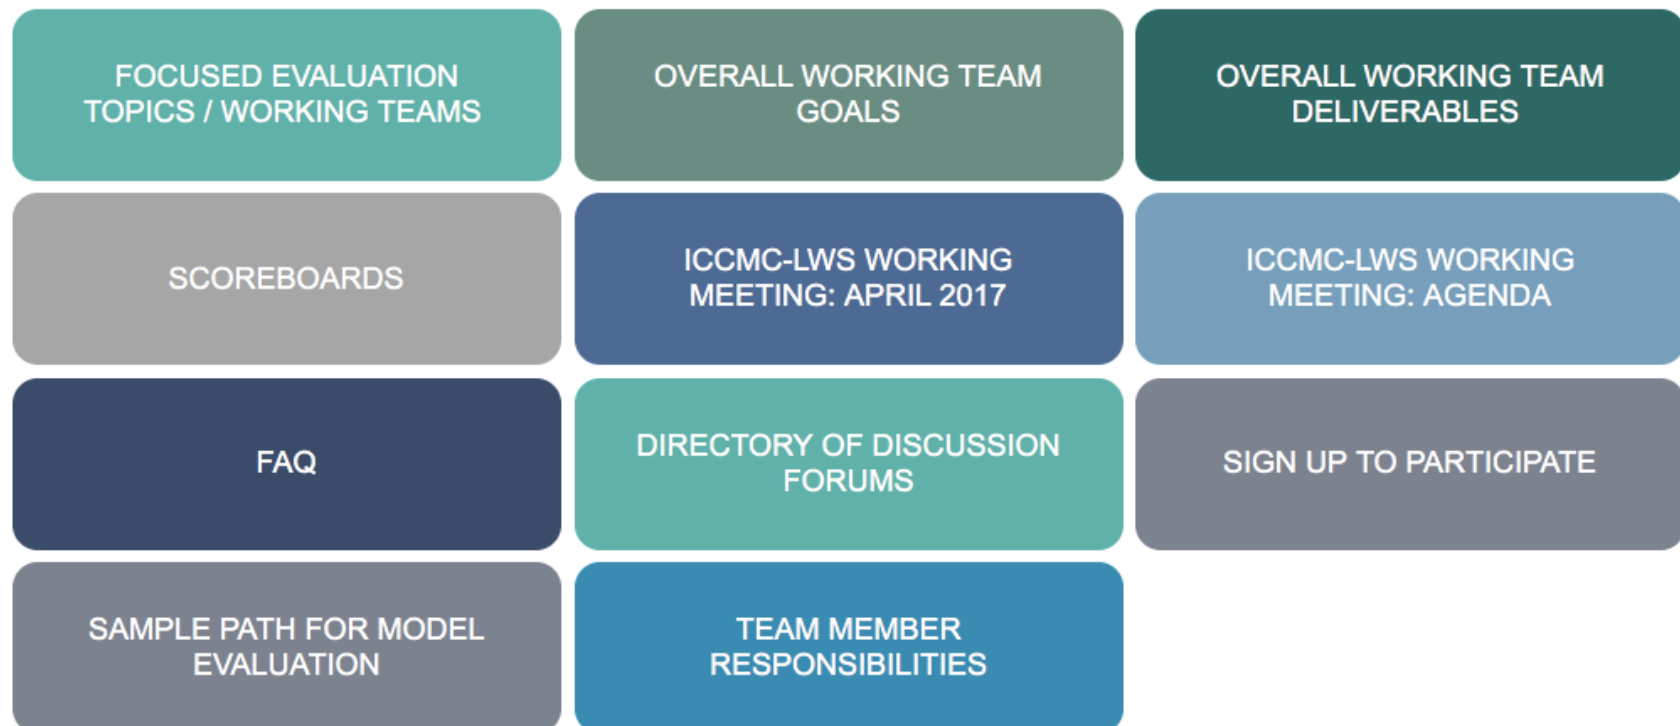 FOCUSED EVALUATION
TOPICS / WORKING TEAMS
OVERALL WORKING TEAM
GOALS
OVERALL WORKING TEAM
DELIVERABLES
SCOREBOARDS
ICCMC-LWS WORKING
MEETING: APRIL 2017
ICCMC-LWS WORKING
MEETING: AGENDA
FAQ
DIRECTORY OF DISCUSSION
FORUMS
SIGN UP TO PARTICIPATE
SAMPLE PATH FOR MODEL
EVALUATION
TEAM MEMBER
RESPONSIBILITIES